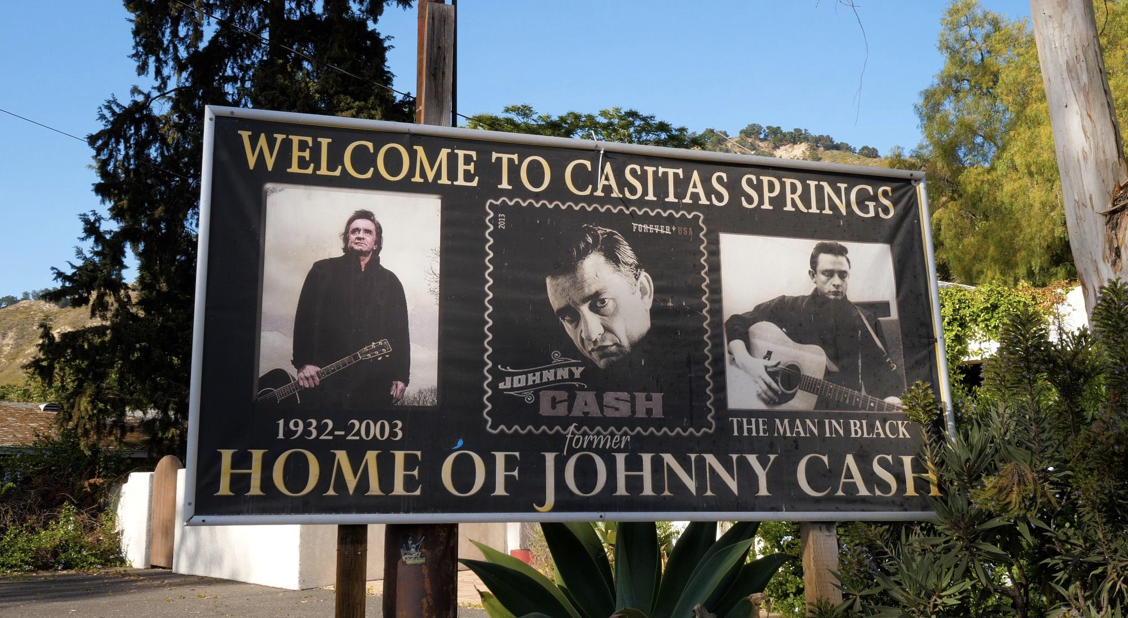 WELCOME TO CASITAS SPRINGS
2013
FOREVER USA
JOHNNY
CASH
1932-2003
THE MAN IN BLACK
former
HOME OF JOHNNY CASH